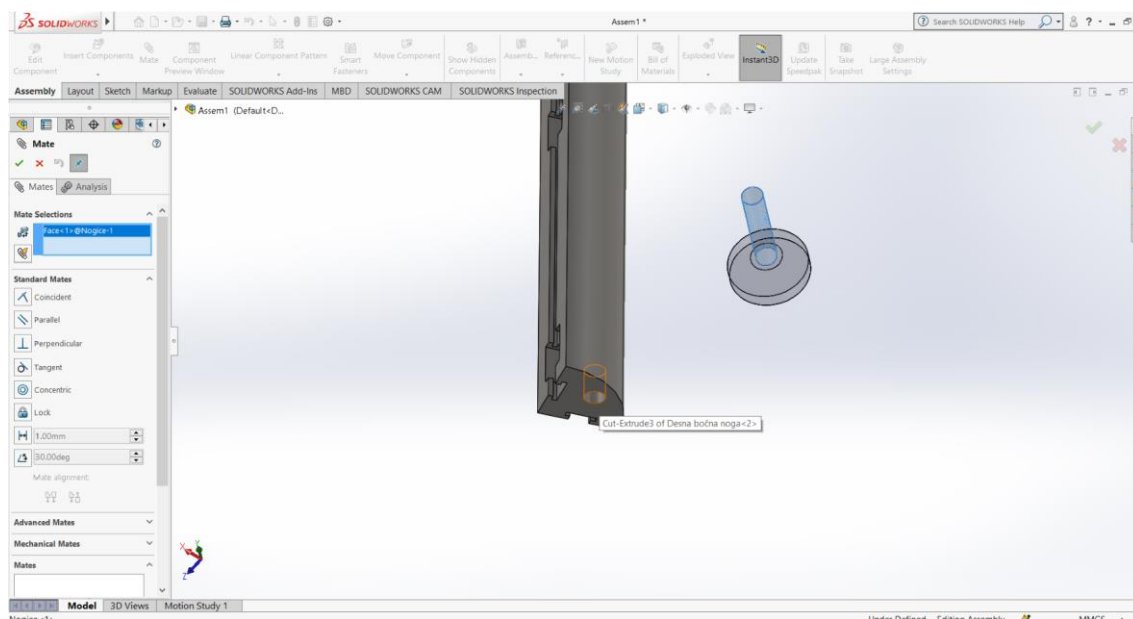 SOLIDWORKS
Assem1 *
Search SOLIDWORKS Help
Edit Component
Insert Components
Mate
Component Preview Window
Linear Component Pattern
Smart Fasteners
Move Component
Show Hidden Components
Assemb...
Referenc...
New Motion Study
Bill of Materials
Exploded View
Instant3D
Update Speedpak
Take Snapshot
Large Assembly Settings
Assembly Layout Sketch Markup Evaluate SOLIDWORKS Add-Ins MBD SOLIDWORKS CAM SOLIDWORKS Inspection
Assem1 (Default<D...
Mate
Mates Analysis
Mate Selections
Face<1>@Nogice-1
Standard Mates
Coincident
Parallel
Perpendicular
Tangent
Concentric
Lock
1.00mm
30.00deg
Mate alignment:
Advanced Mates
Mechanical Mates
Mates
Cut-Extrude3 of Desna bočna noga<2>
X
Y
Z
Model 3D Views Motion Study 1
Nogice <1>
Under Defined Editing Assembly MMGS